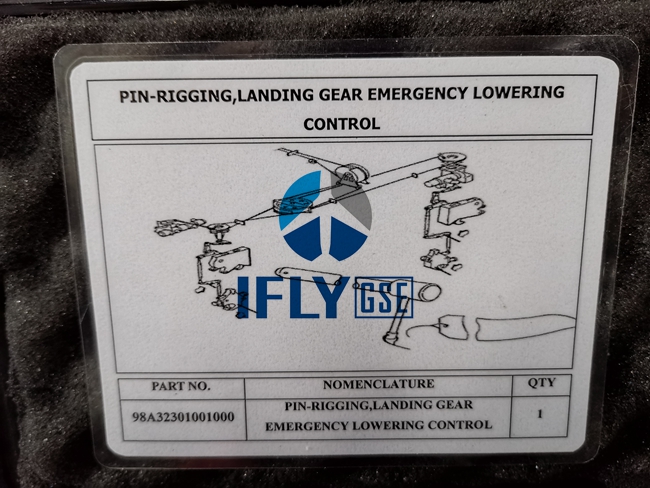 PIN-RIGGING,LANDING GEAR EMERGENCY LOWERING
CONTROL
IFLY GSE
PART NO. NOMENCLATURE QTY
98A32301001000 PIN-RIGGING,LANDING GEAR 1
EMERGENCY LOWERING CONTROL